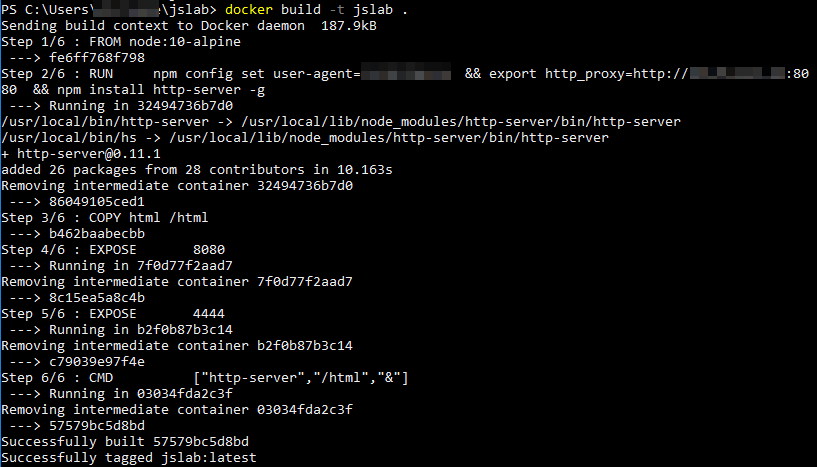 PS C:\Users\ e\jslab> docker build -t jslab .
Sending build context to Docker daemon  187.9kB
Step 1/6 : FROM node:10-alpine
 ---> fe6ff768f798
Step 2/6 : RUN     npm config set user-agent=  && export http_proxy=http:// :80
80  && npm install http-server -g
 ---> Running in 32494736b7d0
/usr/local/bin/http-server -> /usr/local/lib/node_modules/http-server/bin/http-server
/usr/local/bin/hs -> /usr/local/lib/node_modules/http-server/bin/http-server
+ http-server@0.11.1
added 26 packages from 28 contributors in 10.163s
Removing intermediate container 32494736b7d0
 ---> 86049105ced1
Step 3/6 : COPY html /html
 ---> b462baabecbb
Step 4/6 : EXPOSE      8080
 ---> Running in 7f0d77f2aad7
Removing intermediate container 7f0d77f2aad7
 ---> 8c15ea5a8c4b
Step 5/6 : EXPOSE      4444
 ---> Running in b2f0b87b3c14
Removing intermediate container b2f0b87b3c14
 ---> c79039e97f4e
Step 6/6 : CMD         ["http-server","/html","&"]
 ---> Running in 03034fda2c3f
Removing intermediate container 03034fda2c3f
 ---> 57579bc5d8bd
Successfully built 57579bc5d8bd
Successfully tagged jslab:latest